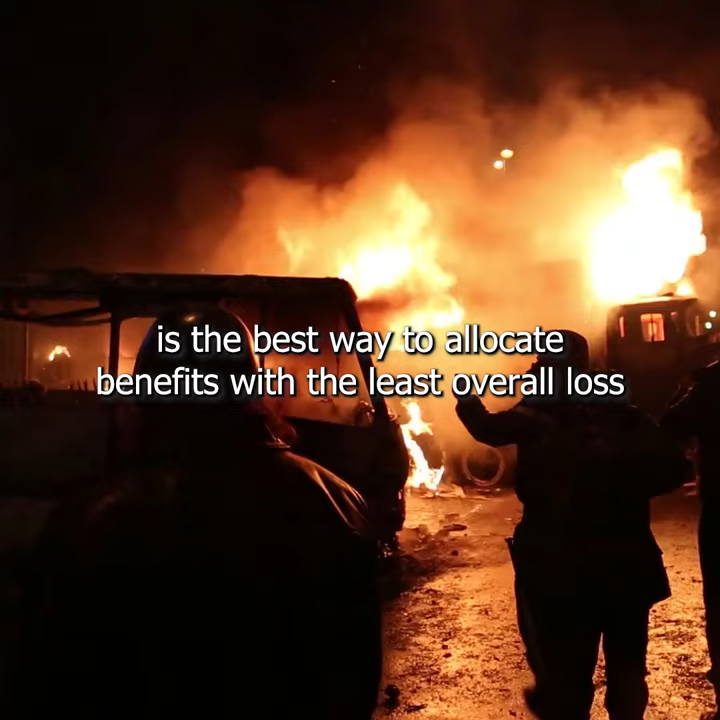 is the best way to allocate
benefits with the least overall loss